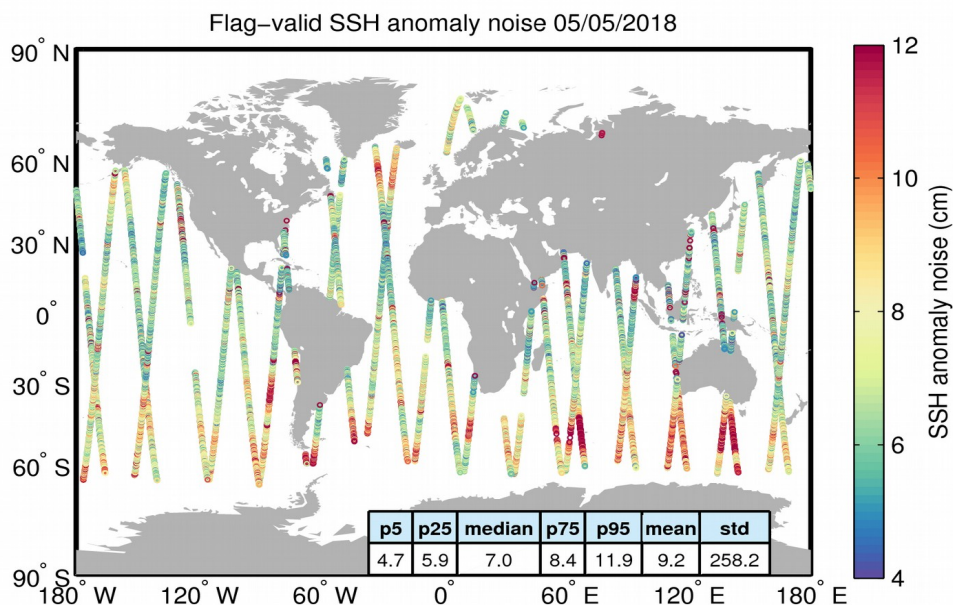 Flag−valid SSH anomaly noise 05/05/2018
90° N
60° N
30° N
0°
30° S
60° S
90° S
180° W 120° W 60° W 0° 60° E 120° E 180° E
p5 p25 median p75 p95 mean std
4.7 5.9 7.0 8.4 11.9 9.2 258.2
12
10
8
6
4
SSH anomaly noise (cm)